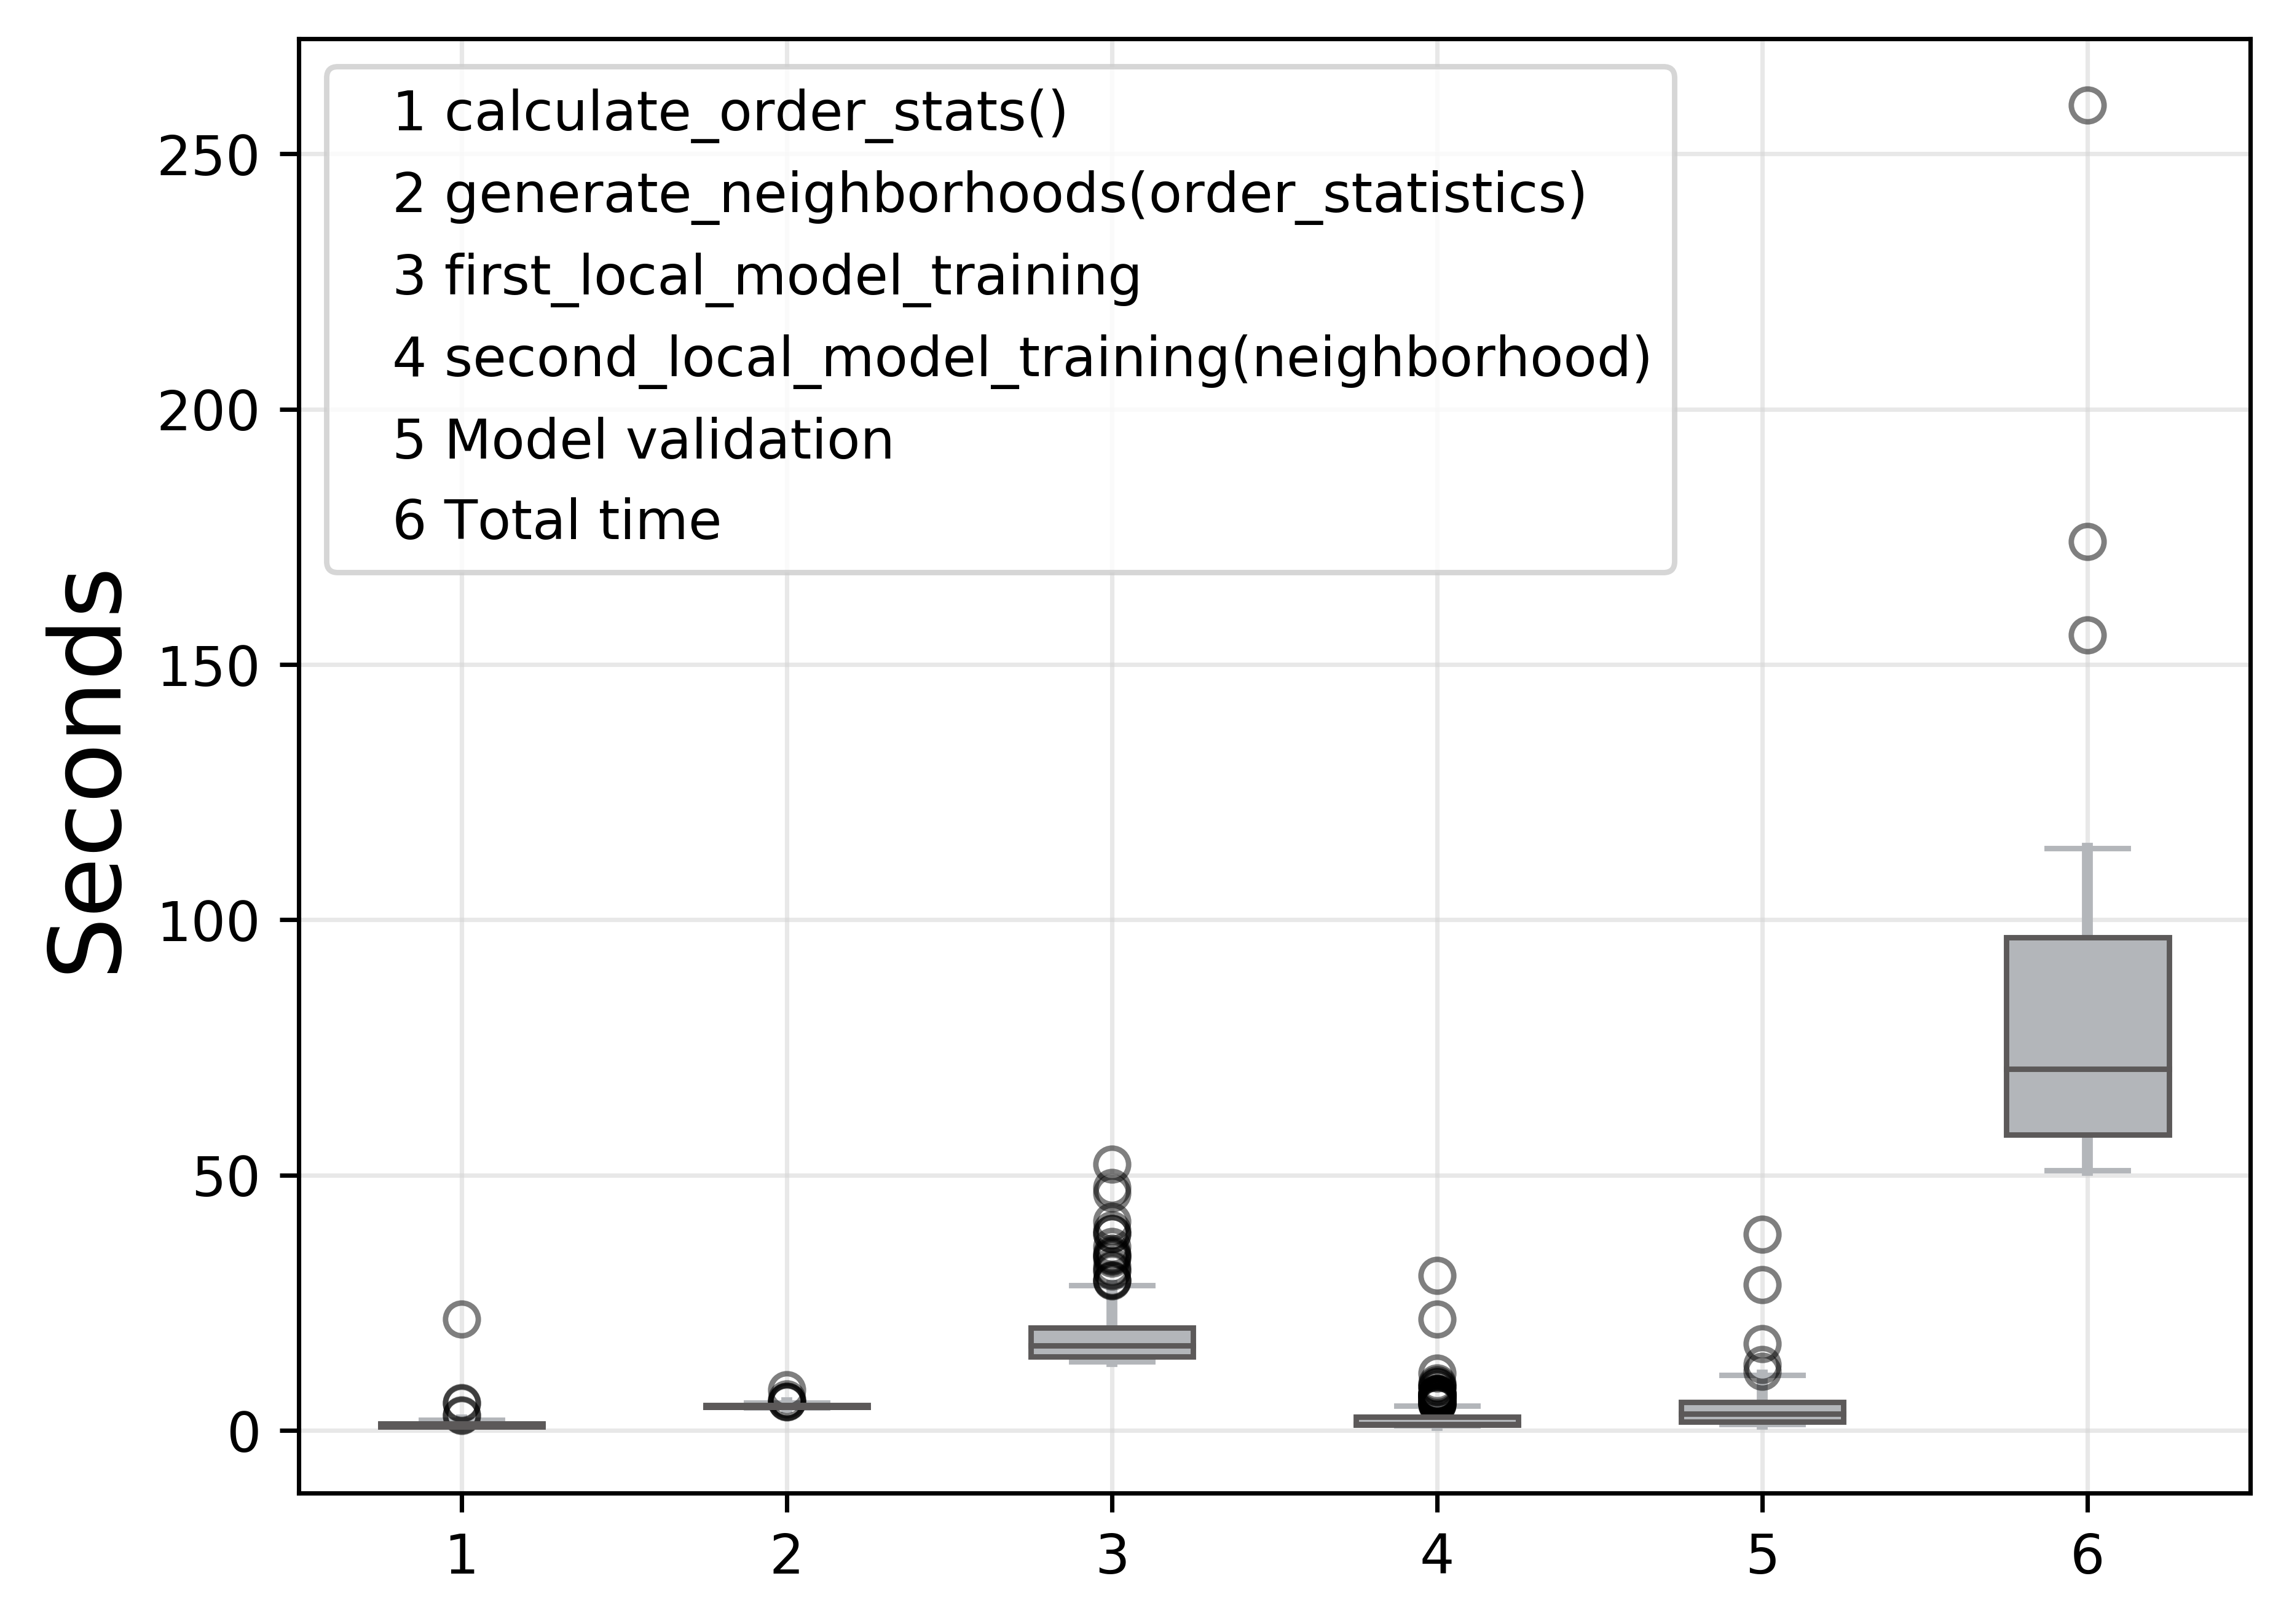 Seconds
250
200
150
100
50
0
1 calculate_order_stats()
2 generate_neighborhoods(order_statistics)
3 first_local_model_training
4 second_local_model_training(neighborhood)
5 Model validation
6 Total time
1 2 3 4 5 6